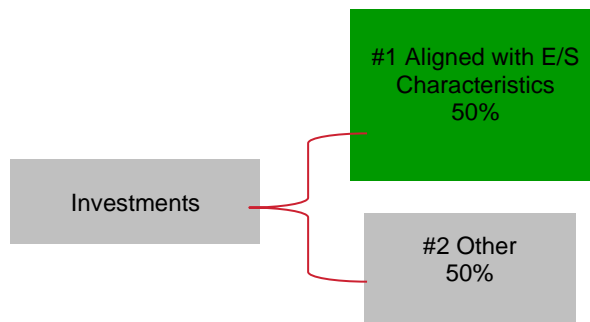 #1 Aligned with E/S
Characteristics
50%
Investments
#2 Other
50%